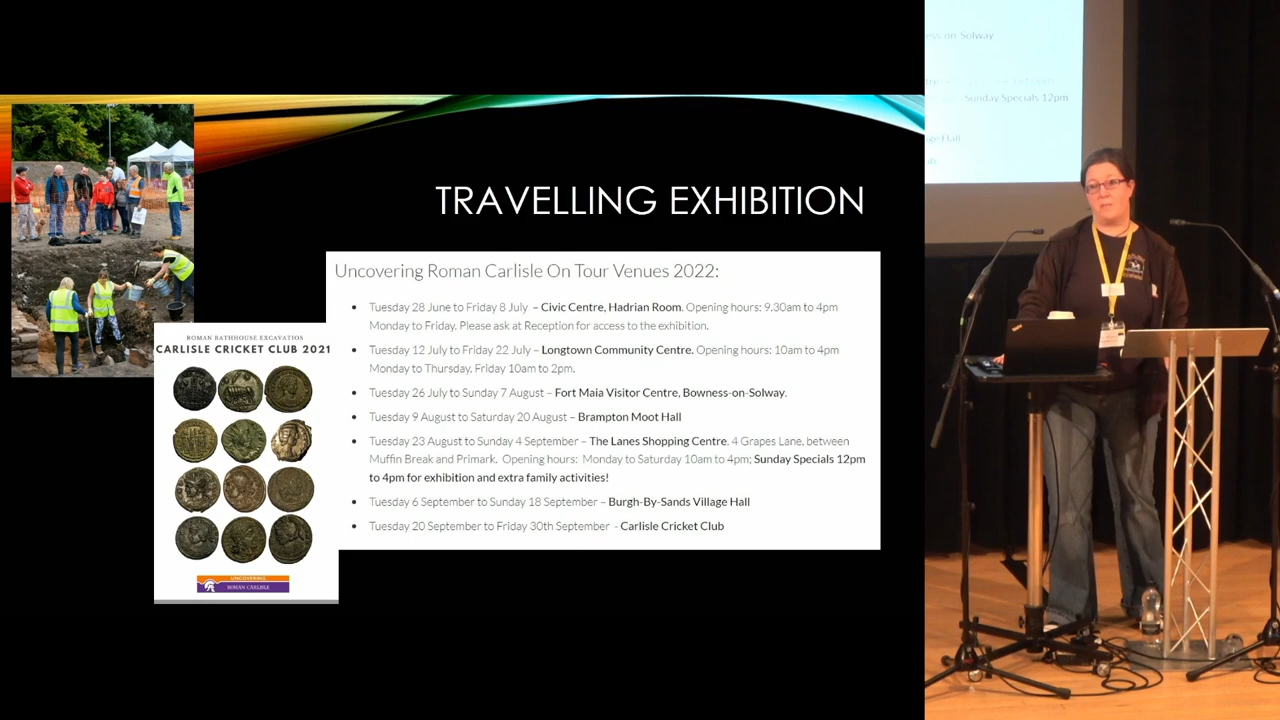 TRAVELLING EXHIBITION
Uncovering Roman Carlisle On Tour Venues 2022:
• Tuesday 28 June to Friday 8 July – Civic Centre, Hadrian Room. Opening hours: 9.30am to 4pm
Monday to Friday. Please ask at Reception for access to the exhibition.
• Tuesday 12 July to Friday 22 July – Longtown Community Centre. Opening hours: 10am to 4pm
Monday to Thursday. Friday 10am to 2pm.
• Tuesday 26 July to Sunday 7 August – Fort Maia Visitor Centre, Bowness-on-Solway.
• Tuesday 9 August to Saturday 20 August – Brampton Moot Hall
• Tuesday 23 August to Sunday 4 September – The Lanes Shopping Centre. 4 Grapes Lane, between
Muffin Break and Primark. Opening hours: Monday to Saturday 10am to 4pm; Sunday Specials 12pm
to 4pm for exhibition and extra family activities!
• Tuesday 6 September to Sunday 18 September – Burgh-By-Sands Village Hall
• Tuesday 20 September to Friday 30th September - Carlisle Cricket Club
ROMAN BATHHOUSE EXCAVATION
CARLISLE CRICKET CLUB 2021
UNCOVERING
ROMAN CARLISLE
ess on Solway
Sunday Specials 12pm
ge Hall